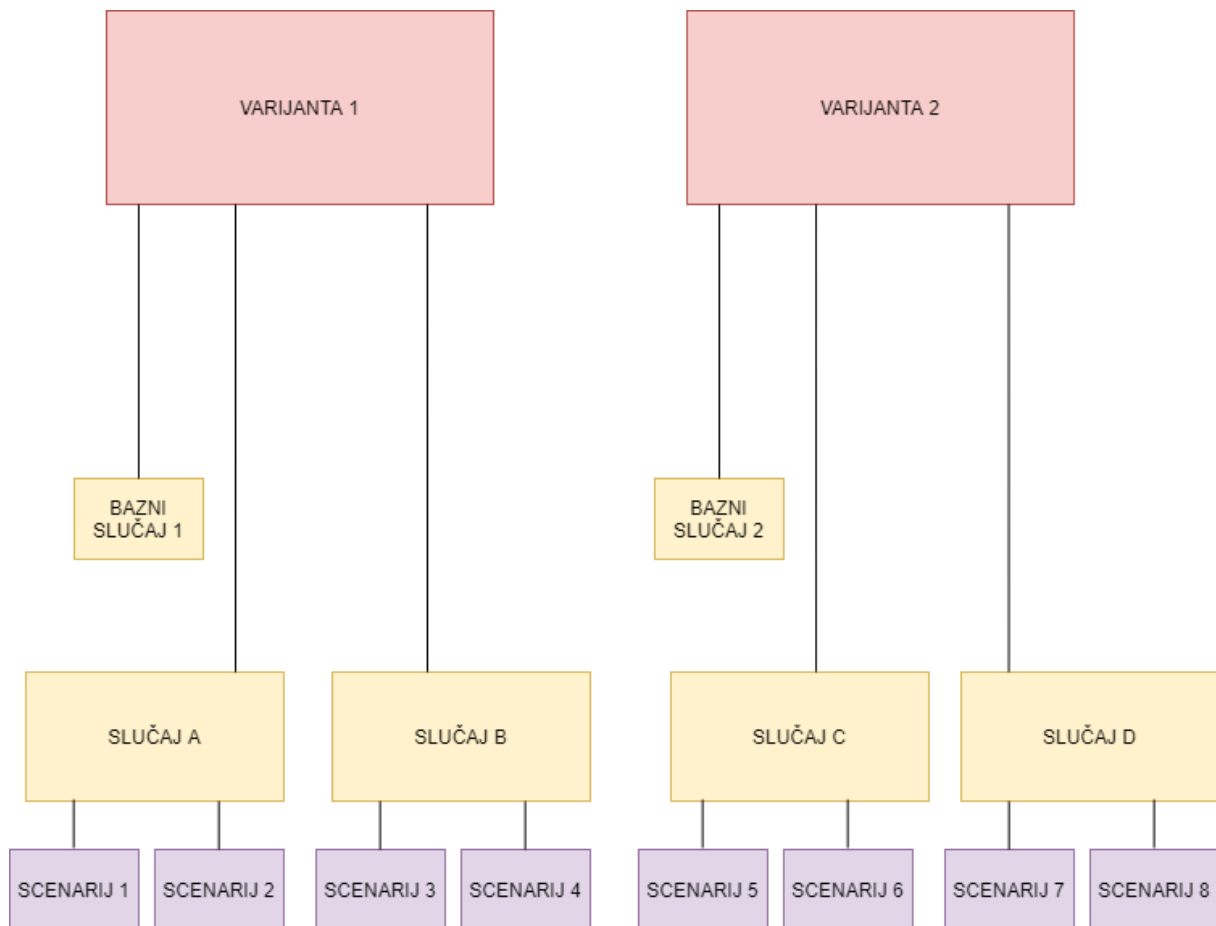 VARIJANTA 1
VARIJANTA 2
BAZNI
SLUČAJ 1
BAZNI
SLUČAJ 2
SLUČAJ A
SLUČAJ B
SLUČAJ C
SLUČAJ D
SCENARIJ 1
SCENARIJ 2
SCENARIJ 3
SCENARIJ 4
SCENARIJ 5
SCENARIJ 6
SCENARIJ 7
SCENARIJ 8